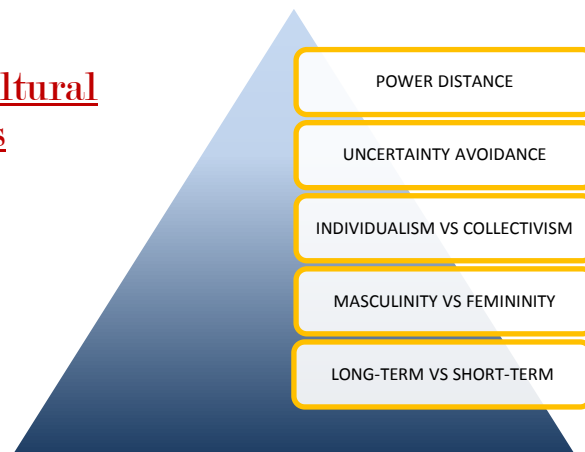 ltural
s
POWER DISTANCE
UNCERTAINTY AVOIDANCE
INDIVIDUALISM VS COLLECTIVISM
MASCULINITY VS FEMININITY
LONG-TERM VS SHORT-TERM